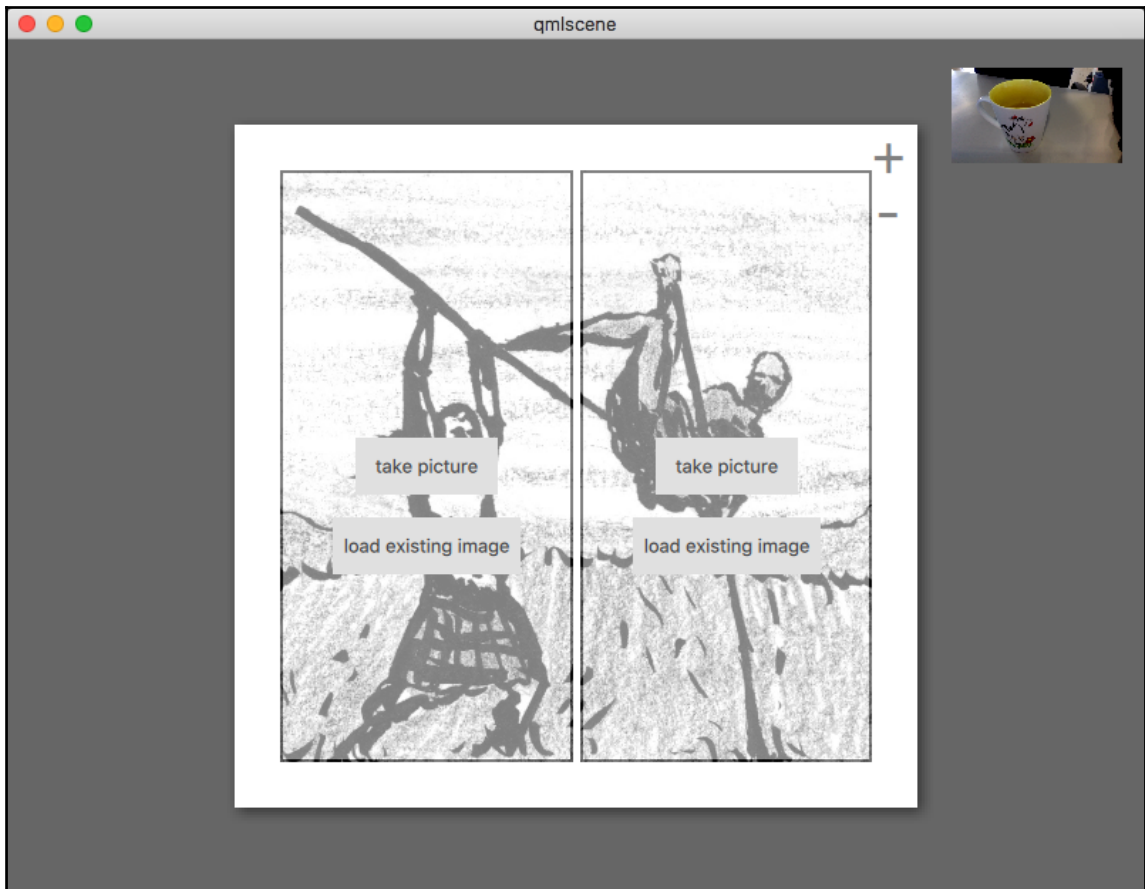 qmlscene
+
-
take picture
take picture
load existing image
load existing image